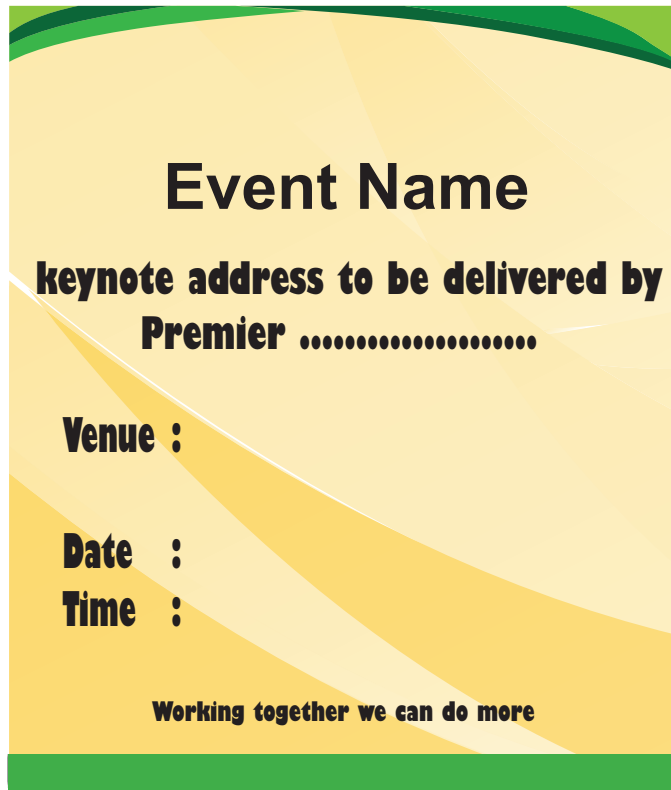 Event Name
keynote address to be delivered by
Premier .....................
Venue :
Date :
Time :
Working together we can do more